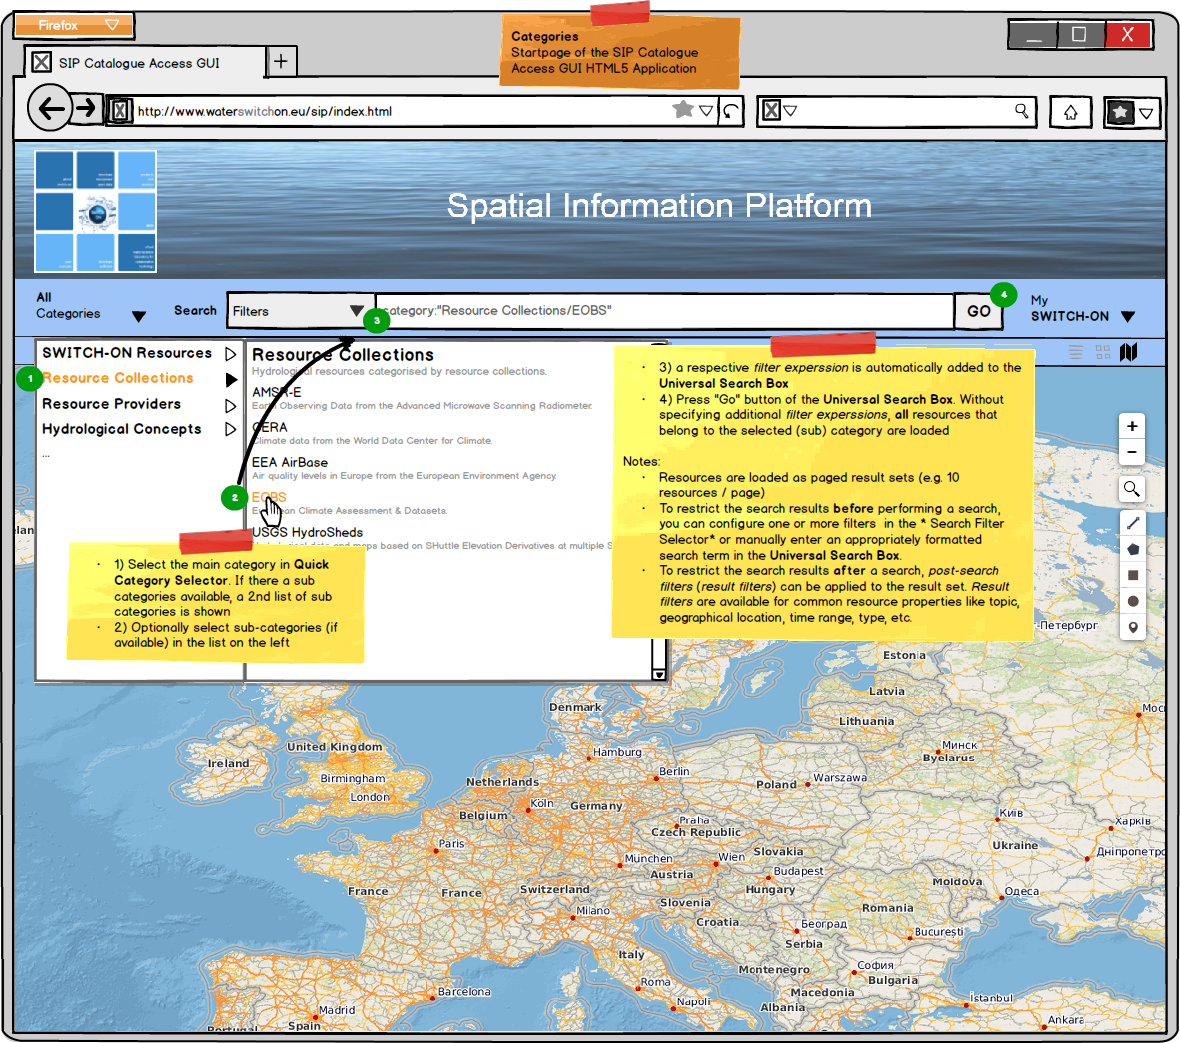 Firefox
Categories
Startpage of the SIP Catalogue
Access GUI HTML5 Application
X
SIP Catalogue Access GUI
+
http://www.waterswitchon.eu/sip/index.html
Spatial Information Platform
All
Categories
Search
Filters
category:"Resource Collections/EOBS"
GO
My
SWITCH-ON
1
2
3
4
SWITCH-ON Resources
Resource Collections
Resource Providers
Hydrological Concepts
...
Resource Collections
Hydrological resources categorised by resource collections.
AMSR-E
Earth Observing Data from the Advanced Microwave Scanning Radiometer.
CERA
Climate data from the World Data Center for Climate.
EEA AirBase
Air quality levels in Europe from the European Environment Agency.
EOBS
European Climate Assessment & Datasets.
USGS HydroSheds
and maps based on SHuttle Elevation Derivatives at multiple S
· 1) Select the main category in Quick
Category Selector. If there a sub
categories available, a 2nd list of sub
categories is shown
· 2) Optionally select sub-categories (if
available) in the list on the left
· 3) a respective filter experssion is automatically added to the
Universal Search Box
· 4) Press "Go" button of the Universal Search Box. Without
specifying additional filter experssions, all resources that
belong to the selected (sub) category are loaded
Notes:
· Resources are loaded as paged result sets (e.g. 10
resources / page)
· To restrict the search results before performing a search,
you can configure one or more filters in the * Search Filter
Selector* or manually enter an appropriately formatted
search term in the Universal Search Box.
· To restrict the search results after a search, post-search
filters (result filters) can be applied to the result set. Result
filters are available for common resource properties like topic,
geographical location, time range, type, etc.
+
−
elan
-Петербург
Estonia
Latvia
Denmark
Lithuania
Мос
United Kingdom
Hamburg
Минск
Byelarus
Ireland
Birmingham
Netherlands
Berlin
Poland
Warszawa
London
Köln
Germany
Belgium
Praha
Czech Republic
Київ
Харків
Paris
Ukraine
Slovakia
Дніпропетро
München
Wien
Austria
Budapest
France
France
Switzerland
Hungary
Moldova
Одеса
Slovenia
Milano
Romania
Croatia
Београд
București
Serbia
Italy
Montenegro
София
Bulgaria
Barcelona
Roma
Macedonia
İstanbul
Napoli
Albania
Madrid
Portugal
Spain
Ankara